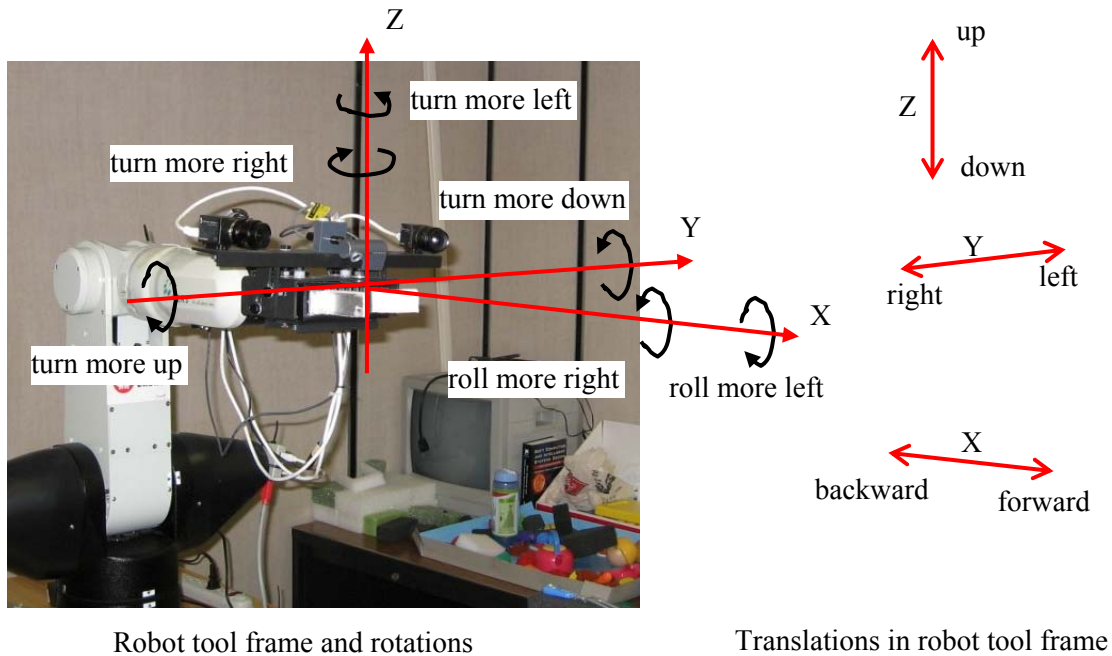 Z
up
turn more left
Z
turn more right
down
turn more down
Y
Y
left
right
X
turn more up
roll more right
roll more left
X
backward
forward
Robot tool frame and rotations
Translations in robot tool frame